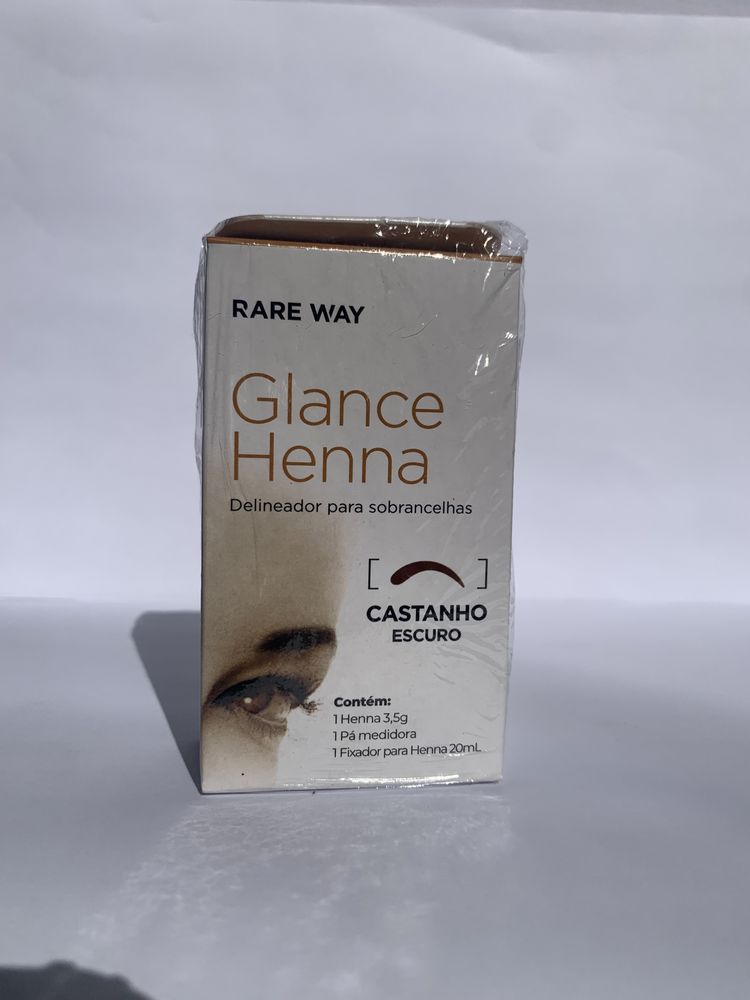 RARE WAY
Glance
Henna
Delineador para sobrancelhas
CASTANHO
ESCURO
Contém:
1 Henna 3,5g
1 Pá medidora
1 Fixador para Henna 20mL